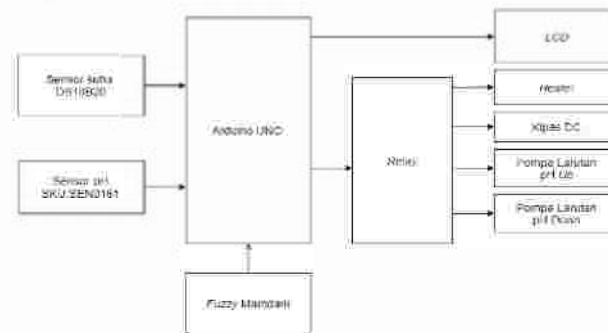 LCD
Sensor suhu
DS18B20
Heater
Arduino UNO
Relay
Kipas DC
Pompa Larutan
pH Up
Sensor pH
SKU:SEN0161
Pompa Larutan
pH Down
Fuzzy Mamdani